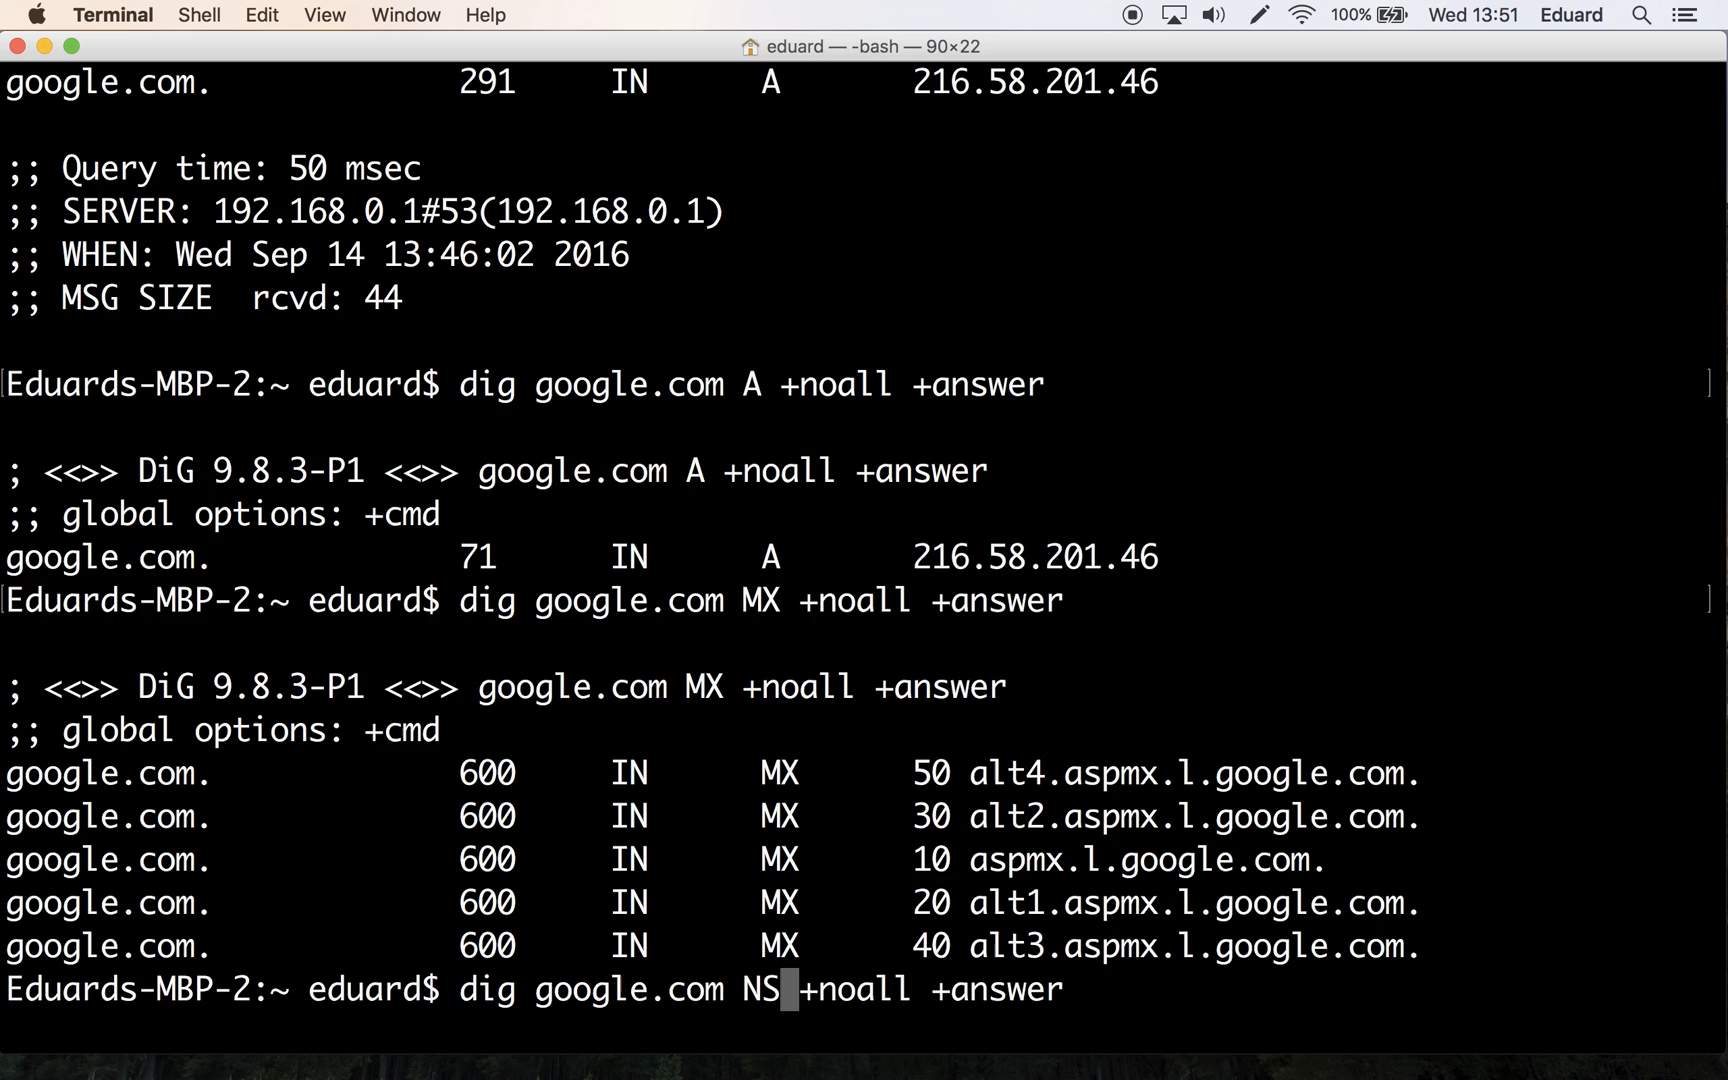 Terminal Shell Edit View Window Help 100% Wed 13:51 Eduard
eduard — -bash — 90×22
google.com. 291 IN A 216.58.201.46
;; Query time: 50 msec
;; SERVER: 192.168.0.1#53(192.168.0.1)
;; WHEN: Wed Sep 14 13:46:02 2016
;; MSG SIZE rcvd: 44
[Eduards-MBP-2:~ eduard$ dig google.com A +noall +answer ]
; <<>> DiG 9.8.3-P1 <<>> google.com A +noall +answer
;; global options: +cmd
google.com. 71 IN A 216.58.201.46
[Eduards-MBP-2:~ eduard$ dig google.com MX +noall +answer ]
; <<>> DiG 9.8.3-P1 <<>> google.com MX +noall +answer
;; global options: +cmd
google.com. 600 IN MX 50 alt4.aspmx.l.google.com.
google.com. 600 IN MX 30 alt2.aspmx.l.google.com.
google.com. 600 IN MX 10 aspmx.l.google.com.
google.com. 600 IN MX 20 alt1.aspmx.l.google.com.
google.com. 600 IN MX 40 alt3.aspmx.l.google.com.
Eduards-MBP-2:~ eduard$ dig google.com NS +noall +answer